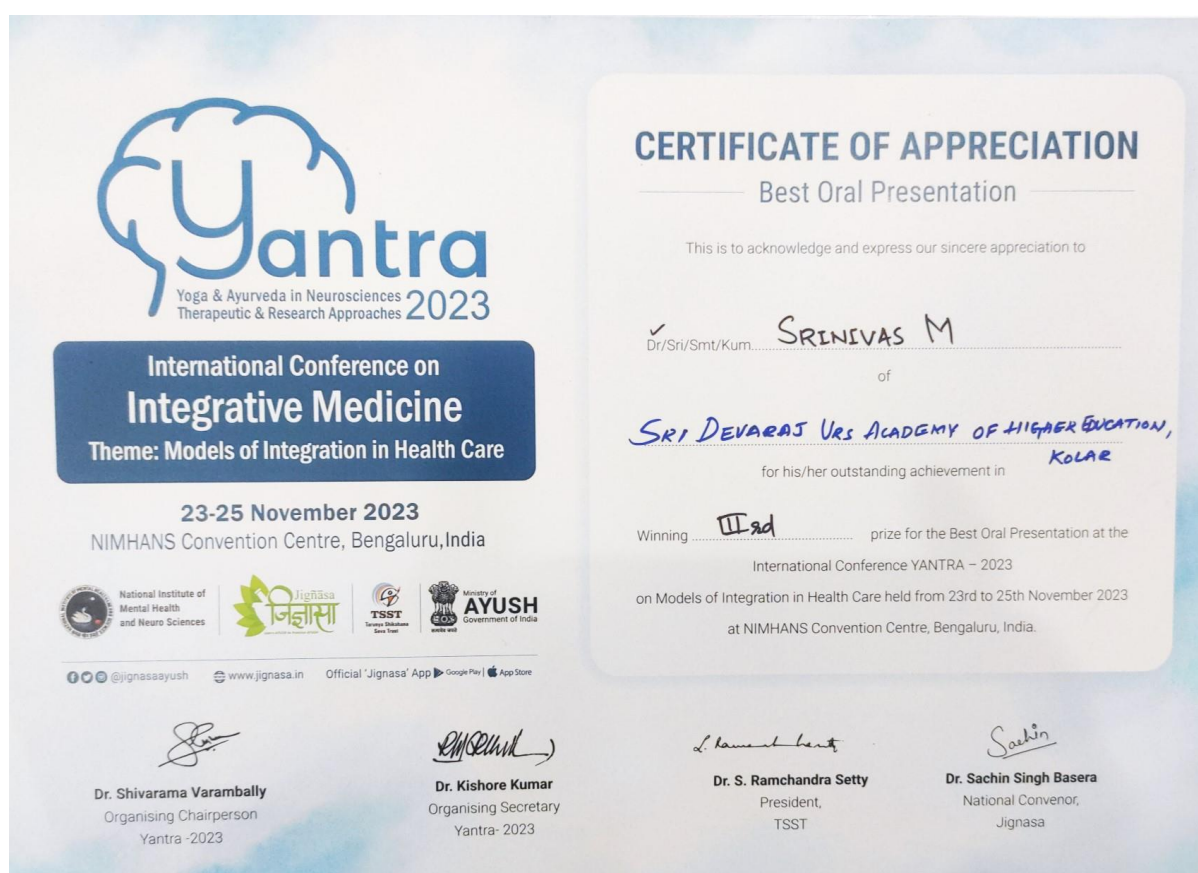 Yantra
Yoga & Ayurveda in Neurosciences
Therapeutic & Research Approaches 2023
International Conference on
Integrative Medicine
Theme: Models of Integration in Health Care
23-25 November 2023
NIMHANS Convention Centre, Bengaluru,India
National Institute of
Mental Health
and Neuro Sciences
Jigñāsa
जिज्ञासा
TSST
Tarunya Shikshana
Seva Trust
Ministry of
AYUSH
Government of India
@jignasaayush www.jignasa.in Official 'Jignasa' App Google Play | App Store
CERTIFICATE OF APPRECIATION
Best Oral Presentation
This is to acknowledge and express our sincere appreciation to
Dr/Sri/Smt/Kum. SRINIVAS M
of
SRI DEVARAJ URS ACADEMY OF HIGHER EDUCATION,
KOLAR
for his/her outstanding achievement in
Winning IIIrd prize for the Best Oral Presentation at the
International Conference YANTRA – 2023
on Models of Integration in Health Care held from 23rd to 25th November 2023
at NIMHANS Convention Centre, Bengaluru, India.
Dr. Shivarama Varambally
Organising Chairperson
Yantra -2023
Dr. Kishore Kumar
Organising Secretary
Yantra- 2023
Dr. S. Ramchandra Setty
President,
TSST
Sachin
Dr. Sachin Singh Basera
National Convenor,
Jignasa